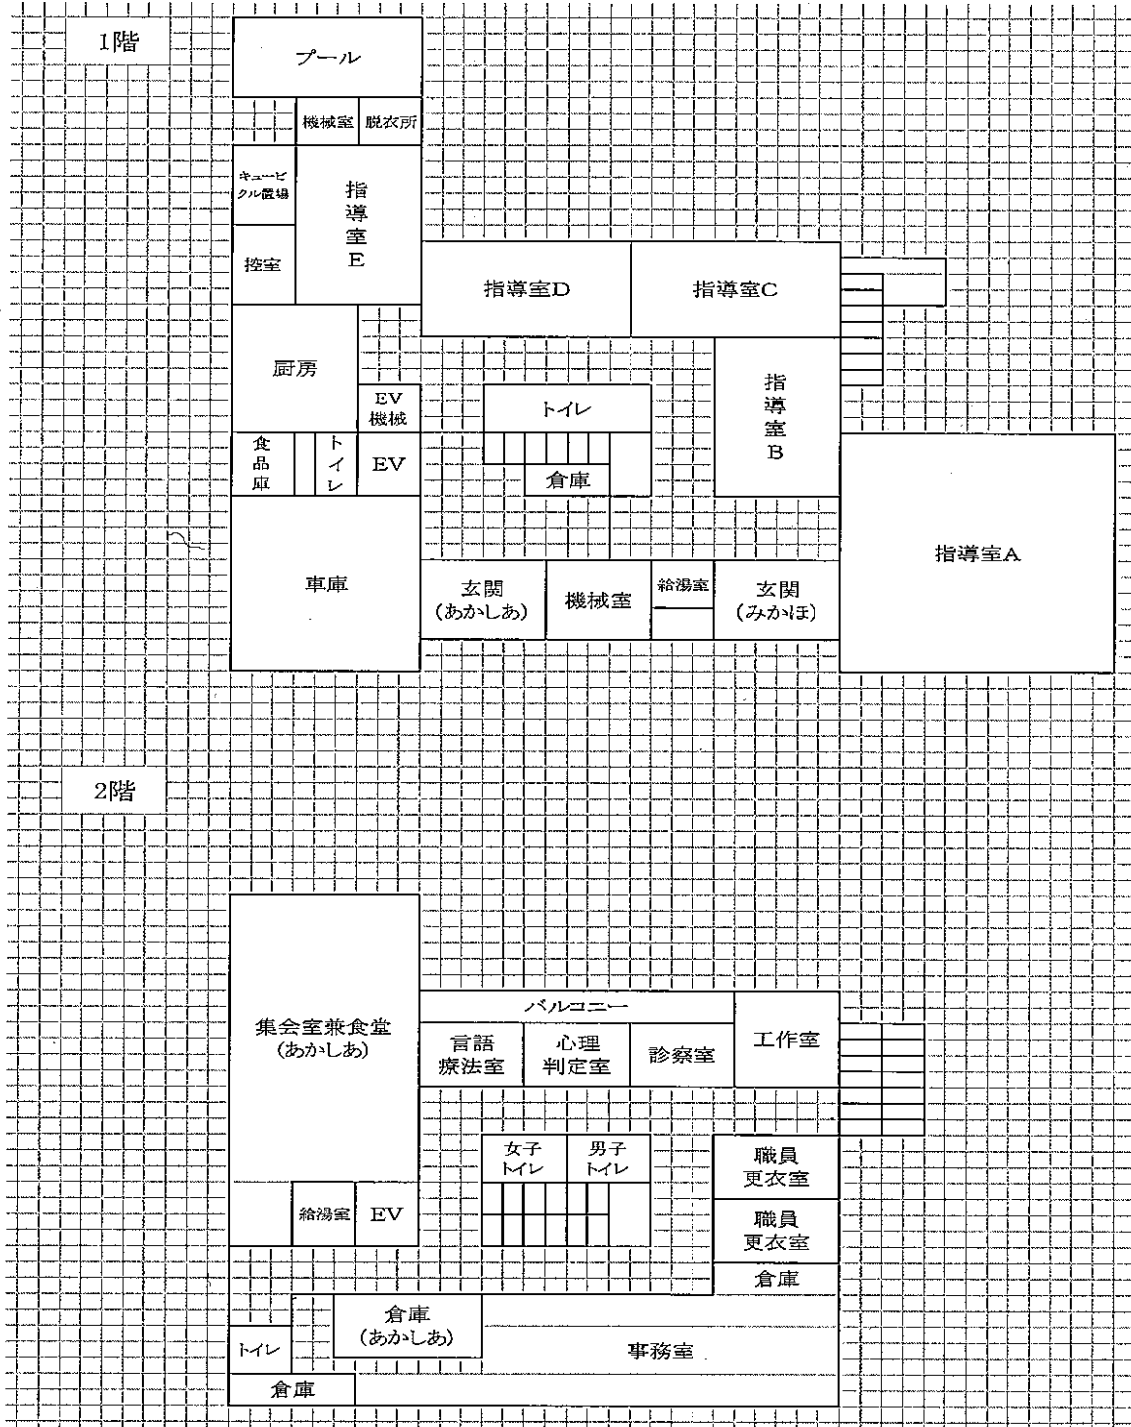 1階
プール
機械室
脱衣所
キュービ
クル置場
指
導
室
E
控室
指導室D
指導室C
厨房
EV
機械
トイレ
指
導
室
B
食
品
庫
ト
イ
レ
EV
倉庫
指導室A
車庫
玄関
(あかしあ)
機械室
給湯室
玄関
(みかほ)
2階
集会室兼食堂
(あかしあ)
バルコニー
言語
療法室
心理
判定室
診察室
工作室
女子
トイレ
男子
トイレ
職員
更衣室
給湯室
EV
職員
更衣室
倉庫
倉庫
(あかしあ)
トイレ
事務室
倉庫